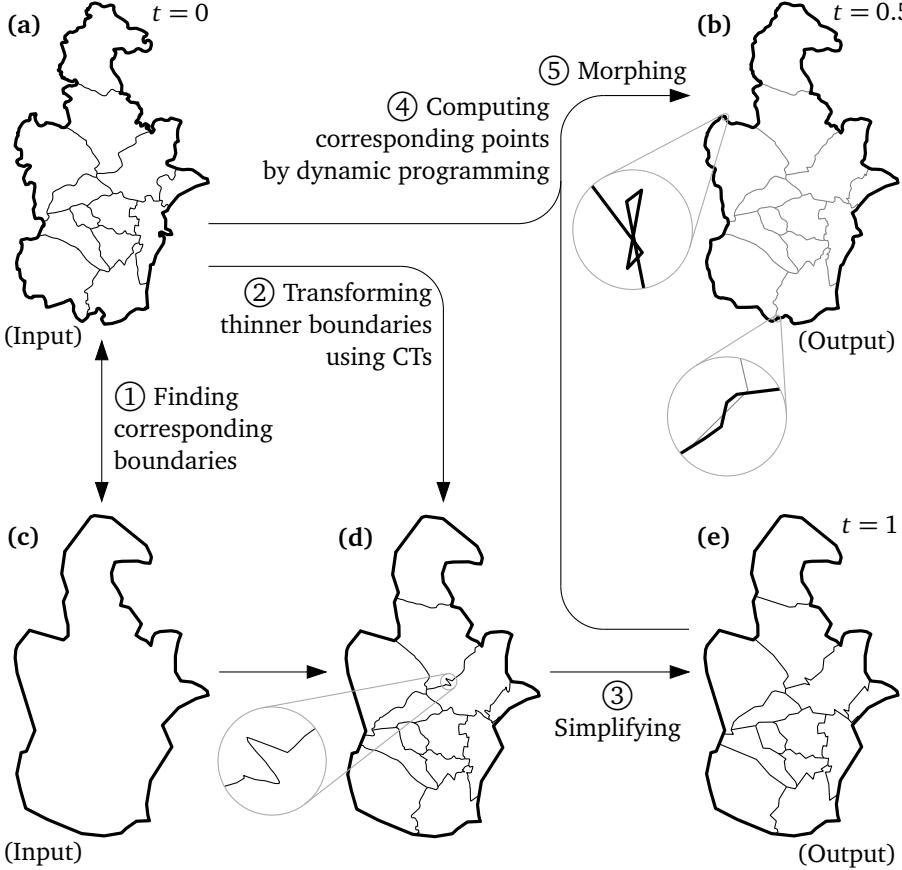 (a)
t = 0
(b)
t = 0.5
⑤ Morphing
④ Computing
corresponding points
by dynamic programming
② Transforming
thinner boundaries
using CTs
(Input)
(Output)
① Finding
corresponding
boundaries
(c)
(d)
(e)
t = 1
③
Simplifying
(Input)
(Output)